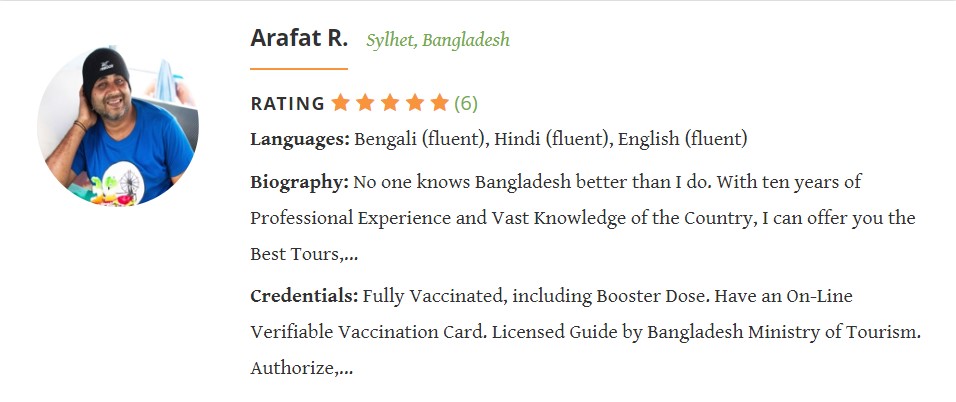 Arafat R. Sylhet, Bangladesh
RATING (6)
Languages: Bengali (fluent), Hindi (fluent), English (fluent)
Biography: No one knows Bangladesh better than I do. With ten years of
Professional Experience and Vast Knowledge of the Country, I can offer you the
Best Tours,...
Credentials: Fully Vaccinated, including Booster Dose. Have an On-Line
Verifiable Vaccination Card. Licensed Guide by Bangladesh Ministry of Tourism.
Authorize,...